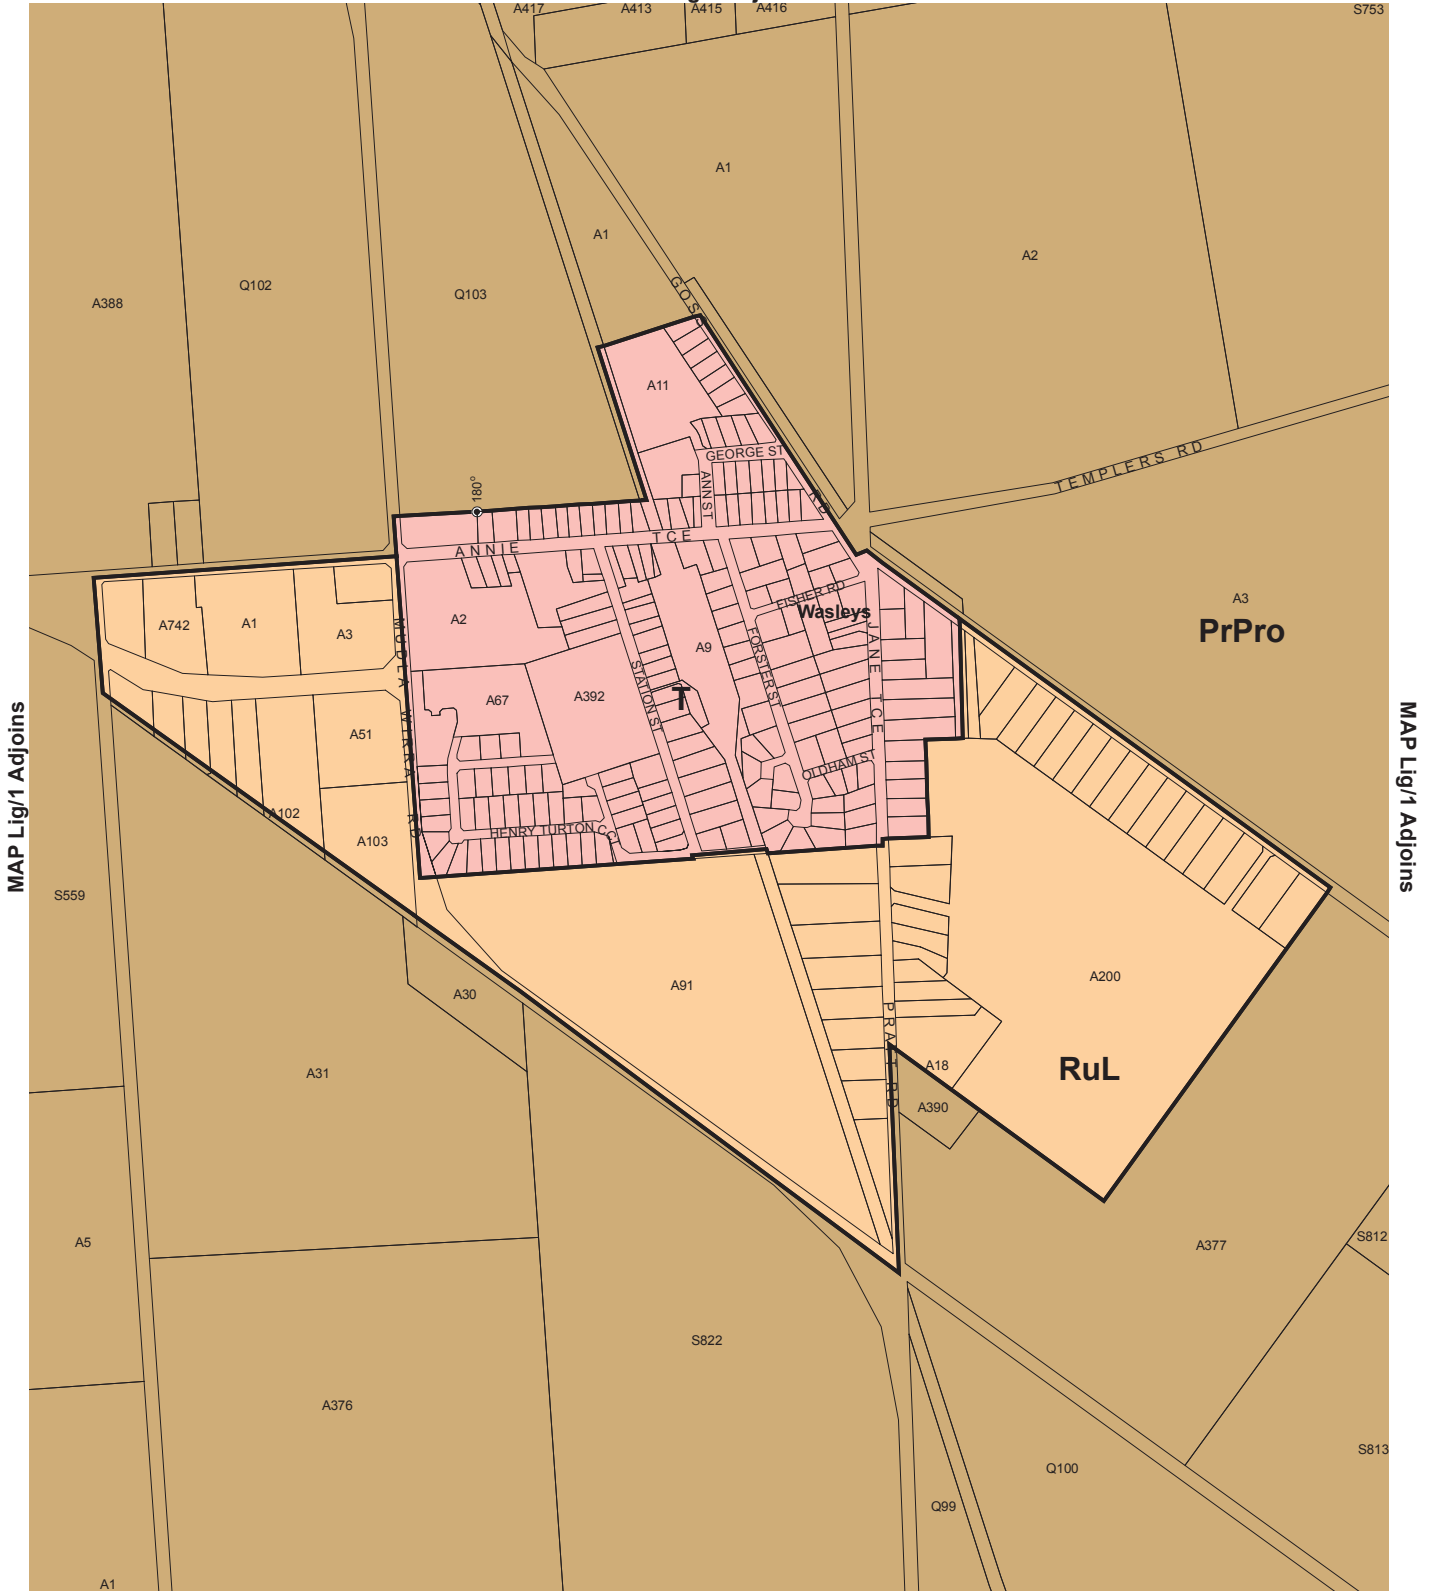 A417
A413
A415
A416
S753
A1
A1
A2
Q102
Q103
A388
GOSS
RD
A11
TEMPLERS RD
GEORGE ST
ANN ST
180°
ANNIE TCE
A3
PrPro
FISHER RD
Wasleys
A742
A1
A3
A2
A9
MUDLA WIRRA RD
STATION ST
FORSTER ST
JANE TCE
A67
A392
T
A51
OLDHAM ST
MAP Lig/1 Adjoins
MAP Lig/1 Adjoins
A102
A103
HENRY TURTON CC
S559
A30
A91
A200
PRATT RD
A18
RuL
A31
A390
A5
A377
S812
S822
A376
S813
Q100
Q99
A1